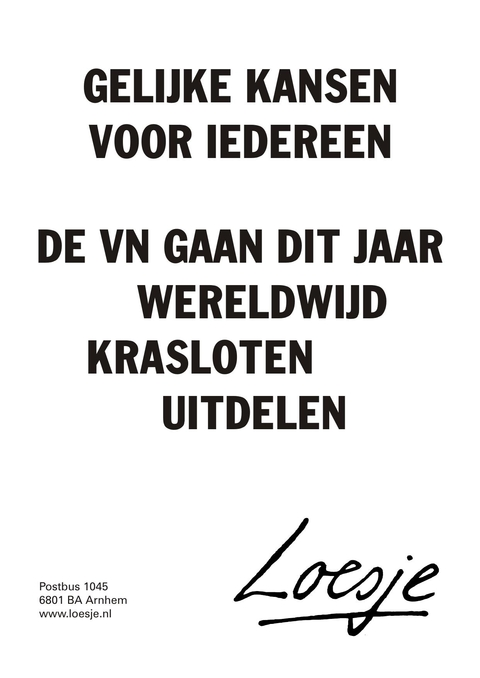 GELIJKE KANSEN
VOOR IEDEREEN
DE VN GAAN DIT JAAR
WERELDWIJD
KRASLOTEN
UITDELEN
Loesje
Postbus 1045
6801 BA Arnhem
www.loesje.nl